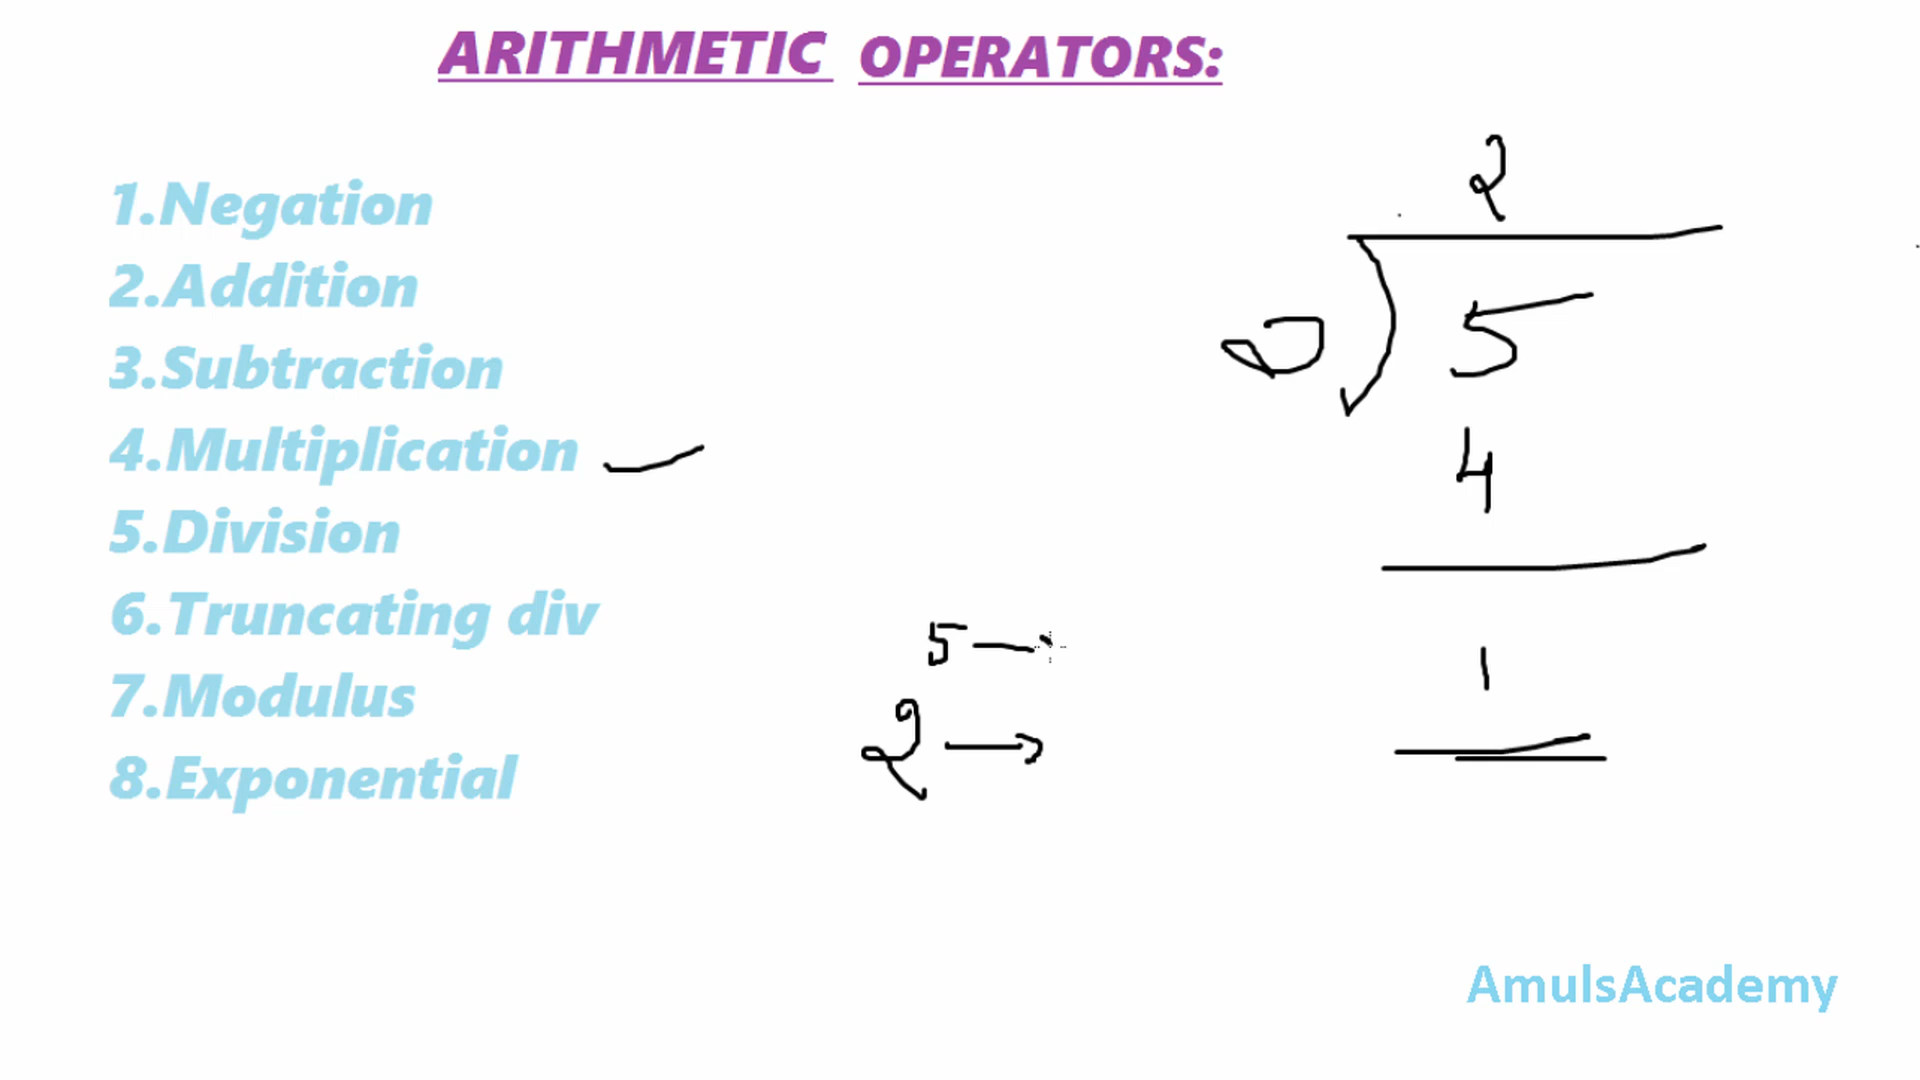 ARITHMETIC OPERATORS:
1.Negation
2.Addition
3.Subtraction
4.Multiplication
5.Division
6.Truncating div
7.Modulus
8.Exponential
2
2 5
4
1
5 →
2 →
AmulsAcademy